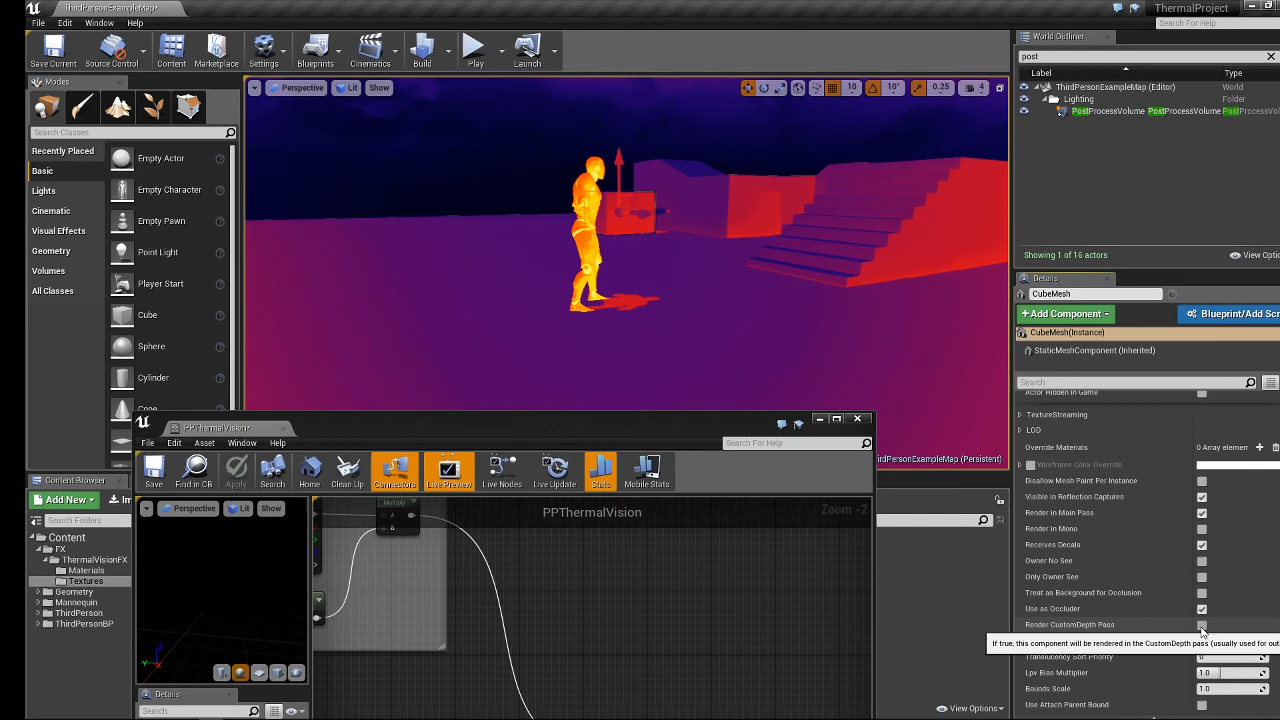 ThirdPersonExampleMap*
ThermalProject
File Edit Window Help
Search For Help
Save Current
Source Control
Content
Marketplace
Settings
Blueprints
Cinematics
Build
Play
Launch
World Outliner
post
Label
Type
ThirdPersonExampleMap (Editor)
World
Lighting
Folder
PostProcessVolume PostProcessVolume PostProcessVol
Showing 1 of 16 actors
View Optio
Modes
Search Classes
Recently Placed
Basic
Lights
Cinematic
Visual Effects
Geometry
Volumes
All Classes
Empty Actor
Empty Character
Empty Pawn
Point Light
Player Start
Cube
Sphere
Cylinder
Cone
Perspective
Lit
Show
10
10°
0.25
4
hirdPersonExampleMap (Persistent)
Details
CubeMesh
+Add Component
Blueprint/Add Scr
CubeMesh(Instance)
StaticMeshComponent (Inherited)
Search
Actor Hidden in Game
TextureStreaming
LOD
Override Materials
0 Array elemen
Wireframe Color Override
Disallow Mesh Paint Per Instance
Visible in Reflection Captures
Render in Main Pass
Render in Mono
Receives Decals
Owner No See
Only Owner See
Treat as Background for Occlusion
Use as Occluder
Render CustomDepth Pass
If true, this component will be rendered in the CustomDepth pass (usually used for out
Translucency Sort Priority
0
Lpv Bias Multiplier
1.0
Bounds Scale
1.0
Use Attach Parent Bound
Content Browser
Add New
Im
Search Folders
Content
FX
ThermalVisionFX
Materials
Textures
Geometry
Mannequin
ThirdPerson
ThirdPersonBP
View Options
PPThermalVision*
File Edit Asset Window Help
Search For Help
Save
Find in CB
Apply
Search
Home
Clean Up
Connectors
Live Preview
Live Nodes
Live Update
Stats
Mobile Stats
Perspective
Lit
Show
Multiply
A
B
PPThermalVision
Zoom -2
X
Y
Z
Details
Search